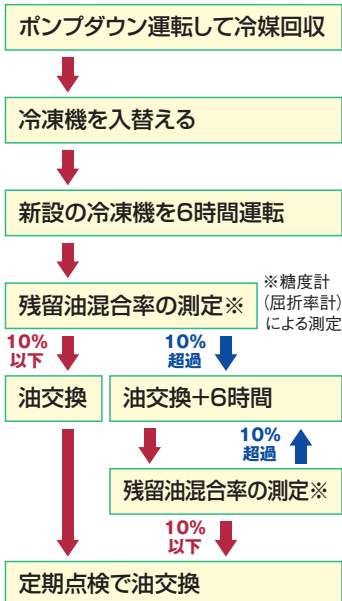 ポンプダウン運転して冷媒回収
冷凍機を入替える
新設の冷凍機を6時間運転
残留油混合率の測定※
※糖度計
(屈折率計)
による測定
10%
以下
10%
超過
油交換
油交換+6時間
10%
超過
残留油混合率の測定※
10%
以下
定期点検で油交換